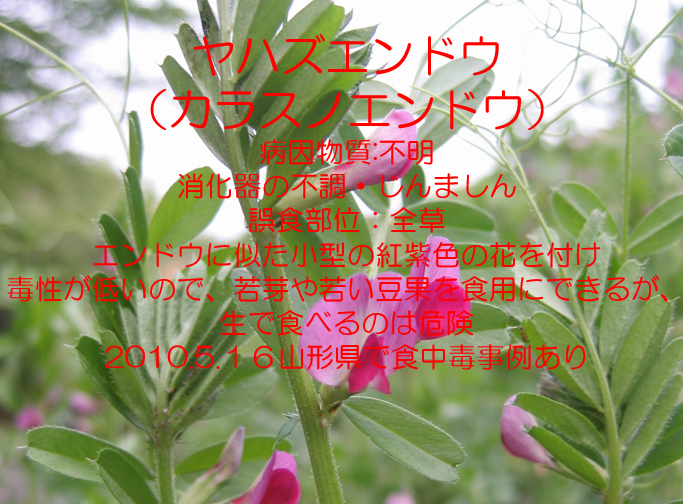 ヤハズエンドウ
（カラスノエンドウ）
病因物質:不明
消化器の不調・じんましん
誤食部位：全草
エンドウに似た小型の紅紫色の花を付け
毒性が低いので、若芽や若い豆果を食用にできるが、
生で食べるのは危険
2010.5.16山形県で食中毒事例あり